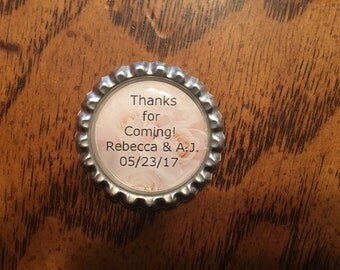 Thanks
for
Coming!
Rebecca & A.J.
05/23/17